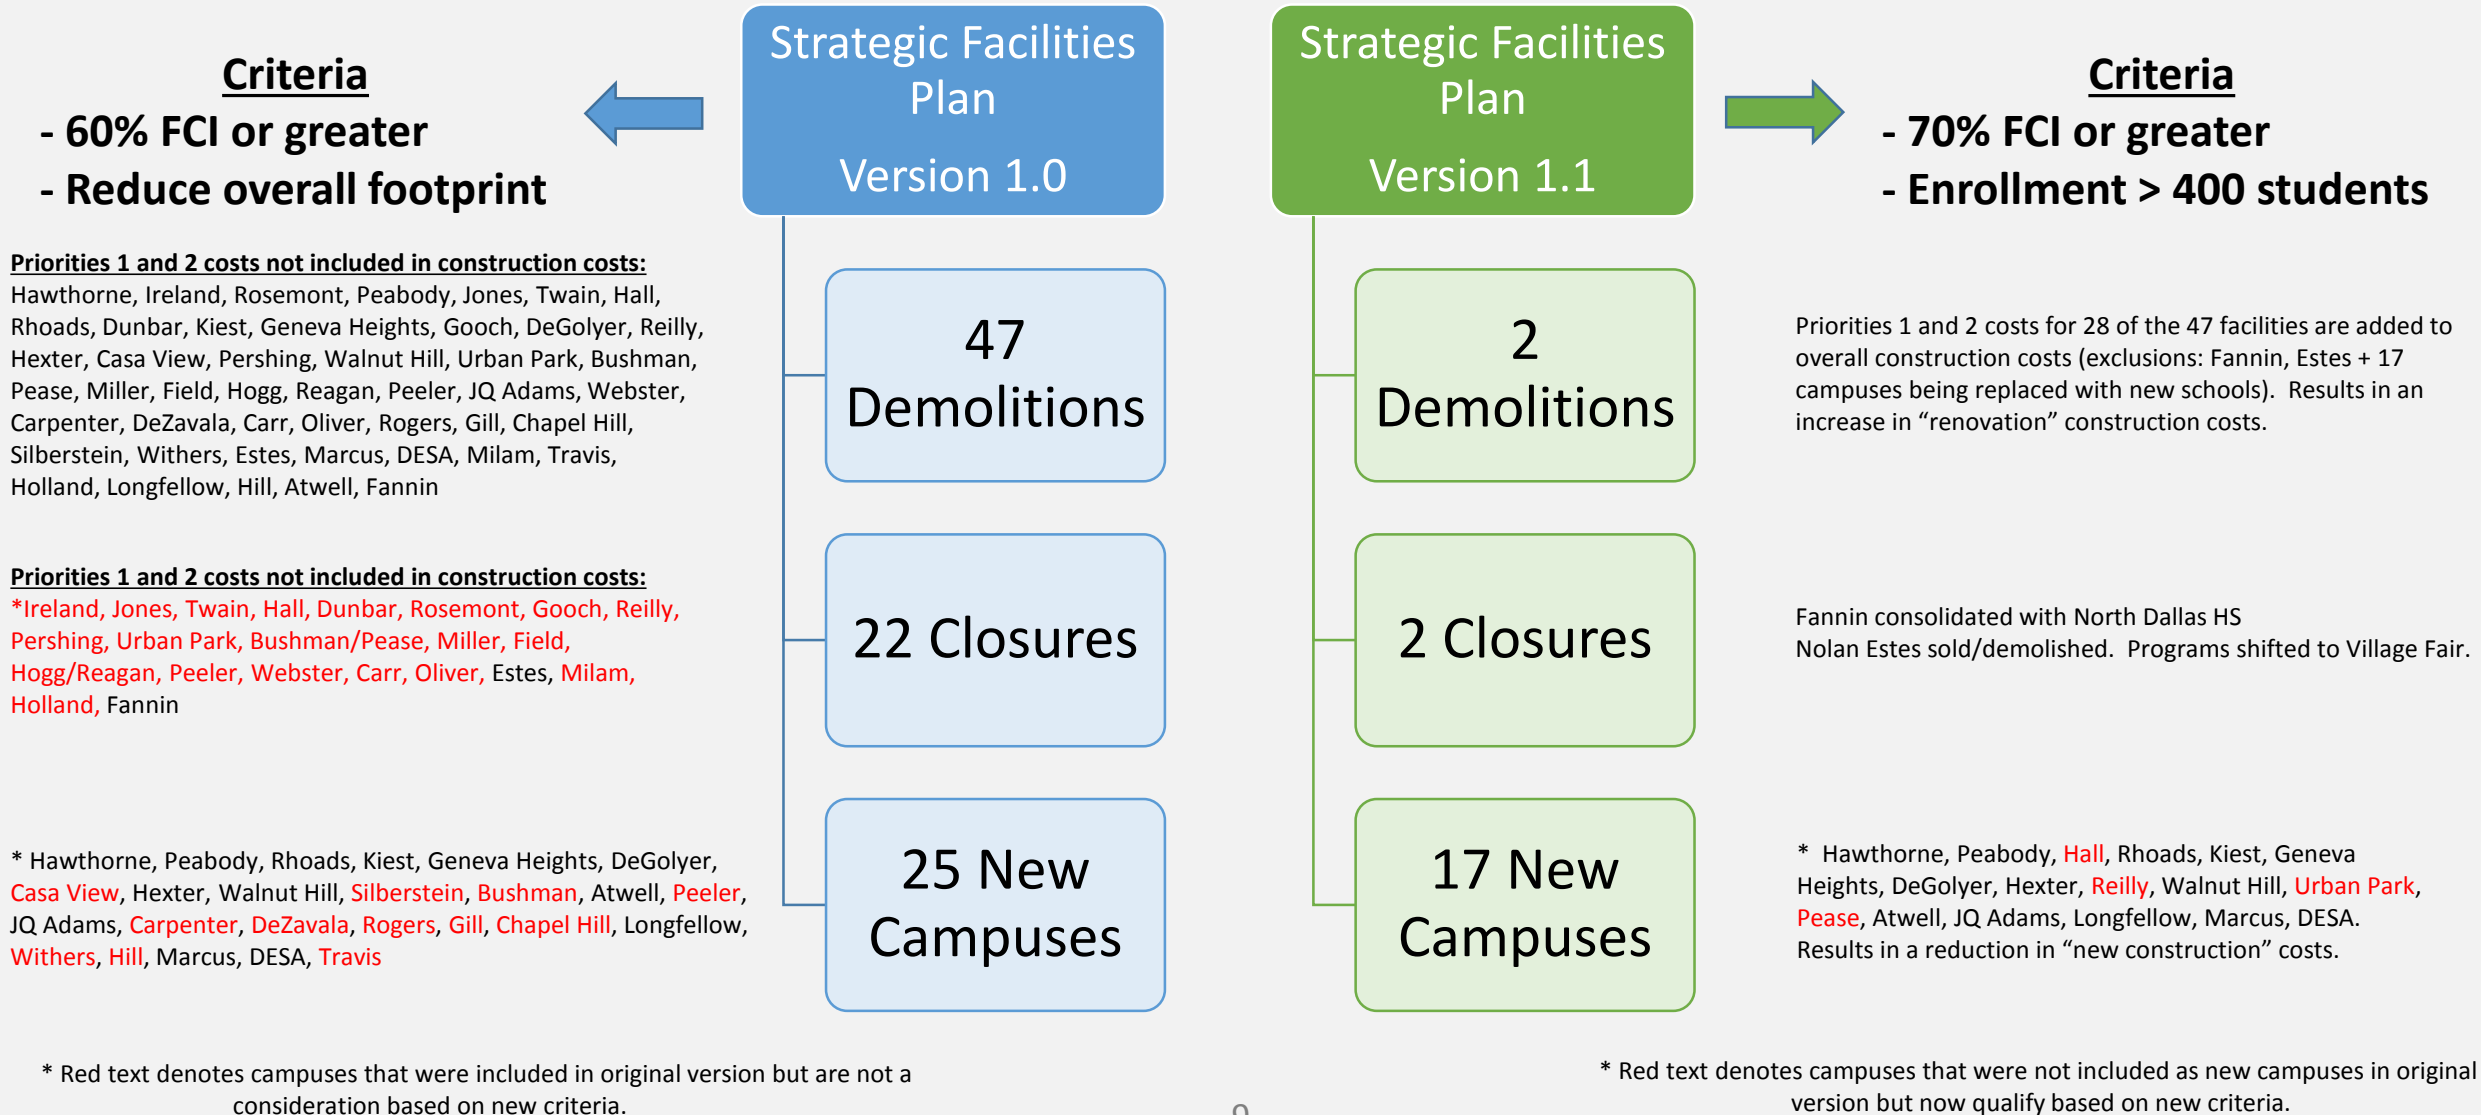 Criteria
- 60% FCI or greater
- Reduce overall footprint
Strategic Facilities
Plan
Version 1.0
Strategic Facilities
Plan
Version 1.1
Criteria
- 70% FCI or greater
- Enrollment > 400 students
Priorities 1 and 2 costs not included in construction costs:
Hawthorne, Ireland, Rosemont, Peabody, Jones, Twain, Hall,
Rhoads, Dunbar, Kiest, Geneva Heights, Gooch, DeGolyer, Reilly,
Hexter, Casa View, Pershing, Walnut Hill, Urban Park, Bushman,
Pease, Miller, Field, Hogg, Reagan, Peeler, JQ Adams, Webster,
Carpenter, DeZavala, Carr, Oliver, Rogers, Gill, Chapel Hill,
Silberstein, Withers, Estes, Marcus, DESA, Milam, Travis,
Holland, Longfellow, Hill, Atwell, Fannin
47
Demolitions
2
Demolitions
Priorities 1 and 2 costs for 28 of the 47 facilities are added to
overall construction costs (exclusions: Fannin, Estes + 17
campuses being replaced with new schools).  Results in an
increase in “renovation” construction costs.
Priorities 1 and 2 costs not included in construction costs:
*Ireland, Jones, Twain, Hall, Dunbar, Rosemont, Gooch, Reilly,
Pershing, Urban Park, Bushman/Pease, Miller, Field,
Hogg/Reagan, Peeler, Webster, Carr, Oliver, Estes, Milam,
Holland, Fannin
22 Closures
2 Closures
Fannin consolidated with North Dallas HS
Nolan Estes sold/demolished.  Programs shifted to Village Fair.
* Hawthorne, Peabody, Rhoads, Kiest, Geneva Heights, DeGolyer,
Casa View, Hexter, Walnut Hill, Silberstein, Bushman, Atwell, Peeler,
JQ Adams, Carpenter, DeZavala, Rogers, Gill, Chapel Hill, Longfellow,
Withers, Hill, Marcus, DESA, Travis
25 New
Campuses
17 New
Campuses
*  Hawthorne, Peabody, Hall, Rhoads, Kiest, Geneva
Heights, DeGolyer, Hexter, Reilly, Walnut Hill, Urban Park,
Pease, Atwell, JQ Adams, Longfellow, Marcus, DESA.
Results in a reduction in “new construction” costs.
* Red text denotes campuses that were included in original version but are not a
consideration based on new criteria.
* Red text denotes campuses that were not included as new campuses in original
version but now qualify based on new criteria.